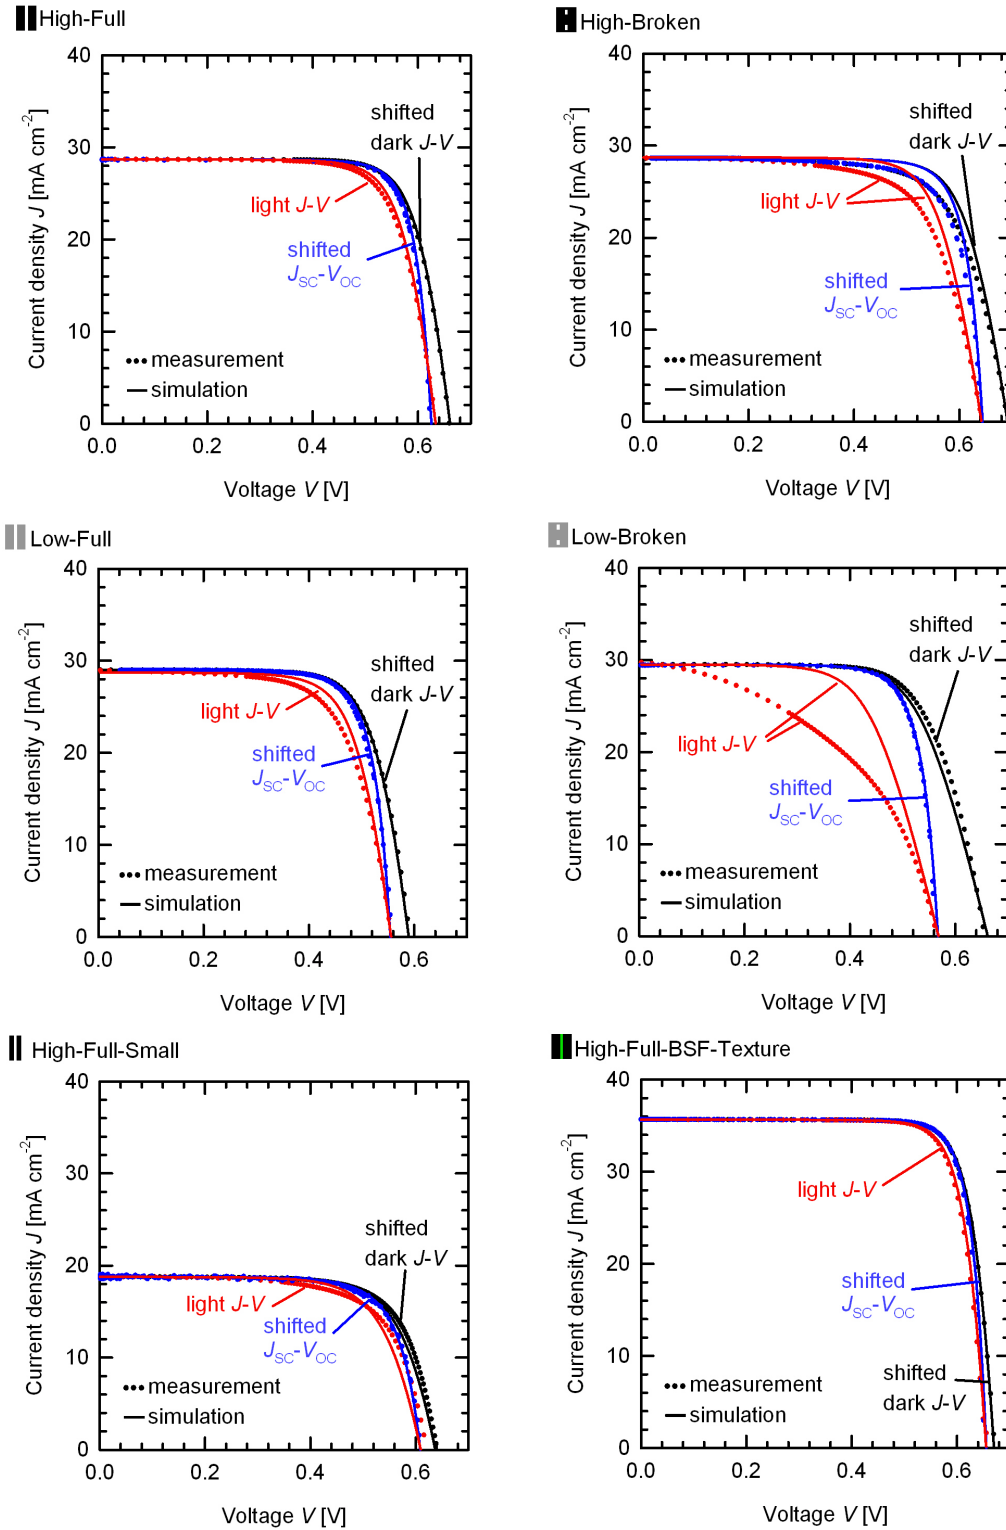 High-Full
40
30
20
10
0
Current density J [mA cm-2]
shifted
dark J-V
light J-V
shifted
JSC-VOC
measurement
simulation
0.0 0.2 0.4 0.6
Voltage V [V]
High-Broken
40
30
20
10
0
Current density J [mA cm-2]
shifted
dark J-V
light J-V
shifted
JSC-VOC
measurement
simulation
0.0 0.2 0.4 0.6
Voltage V [V]
Low-Full
40
30
20
10
0
Current density J [mA cm-2]
shifted
dark J-V
light J-V
shifted
JSC-VOC
measurement
simulation
0.0 0.2 0.4 0.6
Voltage V [V]
Low-Broken
40
30
20
10
0
Current density J [mA cm-2]
shifted
dark J-V
light J-V
shifted
JSC-VOC
measurement
simulation
0.0 0.2 0.4 0.6
Voltage V [V]
High-Full-Small
40
30
20
10
0
Current density J [mA cm-2]
shifted
dark J-V
light J-V
shifted
JSC-VOC
measurement
simulation
0.0 0.2 0.4 0.6
Voltage V [V]
High-Full-BSF-Texture
40
30
20
10
0
Current density J [mA cm-2]
light J-V
shifted
JSC-VOC
shifted
dark J-V
measurement
simulation
0.0 0.2 0.4 0.6
Voltage V [V]